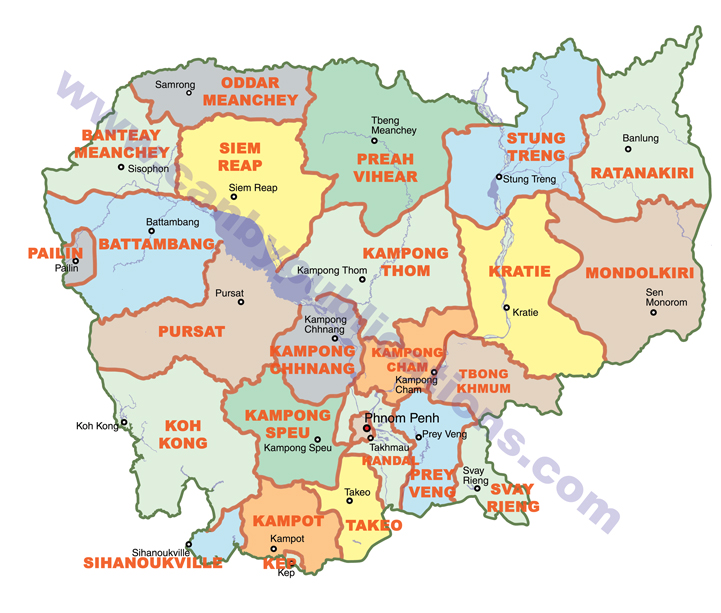 ODDAR
MEANCHEY
Samrong
BANTEAY
MEANCHEY
Sisophon
SIEM
REAP
Siem Reap
Tbeng
Meanchey
PREAH
VIHEAR
STUNG
TRENG
Stung Treng
Banlung
RATANAKIRI
Battambang
BATTAMBANG
PAILIN
Pailin
KAMPONG
THOM
Kampong Thom
KRATIE
Kratie
MONDOLKIRI
Sen
Monorom
Pursat
PURSAT
Kampong
Chhnang
KAMPONG
CHHNANG
KAMPONG
CHAM
Kampong
Cham
TBONG
KHMUM
KOH
KONG
Koh Kong
KAMPONG
SPEU
Kampong Speu
Phnom Penh
Takhmau
KANDAL
Prey Veng
PREY
VENG
Svay
Rieng
SVAY
RIENG
Takeo
TAKEO
KAMPOT
Kampot
Sihanoukville
SIHANOUKVILLE
KEP
Kep
www.canbypublications.com